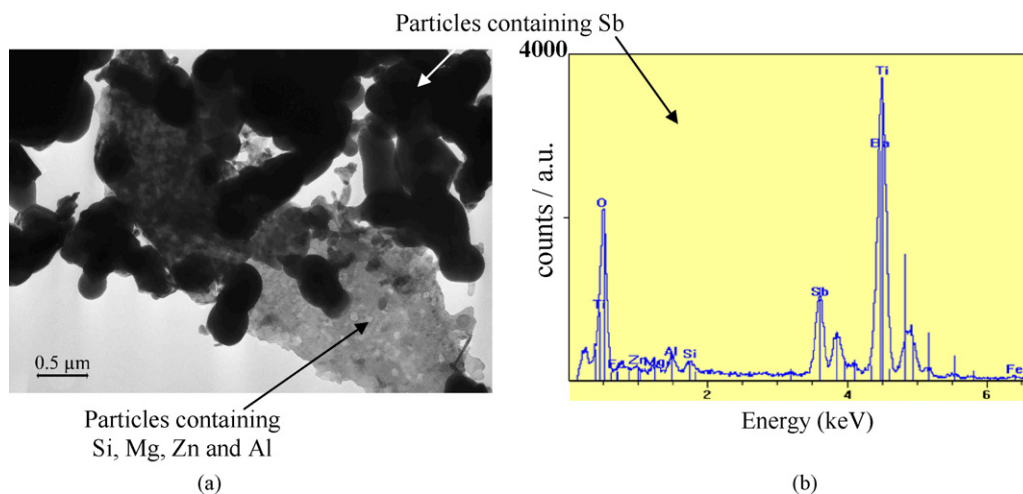 Particles containing Sb
0.5 µm
Particles containing
Si, Mg, Zn and Al
(a)
4000
counts / a.u.
Ti
Ba
O
Ti
Sb
Zn
Mg
Al
Si
Fe
2
4
6
Energy (keV)
(b)